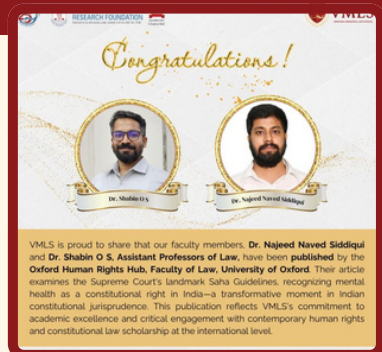 RESEARCH FOUNDATION
VMLS
Congratulations !
Dr. Shabin O S
Dr. Najeed Naved Siddiqui
VMLS is proud to share that our faculty members, Dr. Najeed Naved Siddiqui
and Dr. Shabin O S, Assistant Professors of Law, have been published by the
Oxford Human Rights Hub, Faculty of Law, University of Oxford. Their article
examines the Supreme Court's landmark Saha Guidelines, recognizing mental
health as a constitutional right in India—a transformative moment in Indian
constitutional jurisprudence. This publication reflects VMLS's commitment to
academic excellence and critical engagement with contemporary human rights
and constitutional law scholarship at the international level.